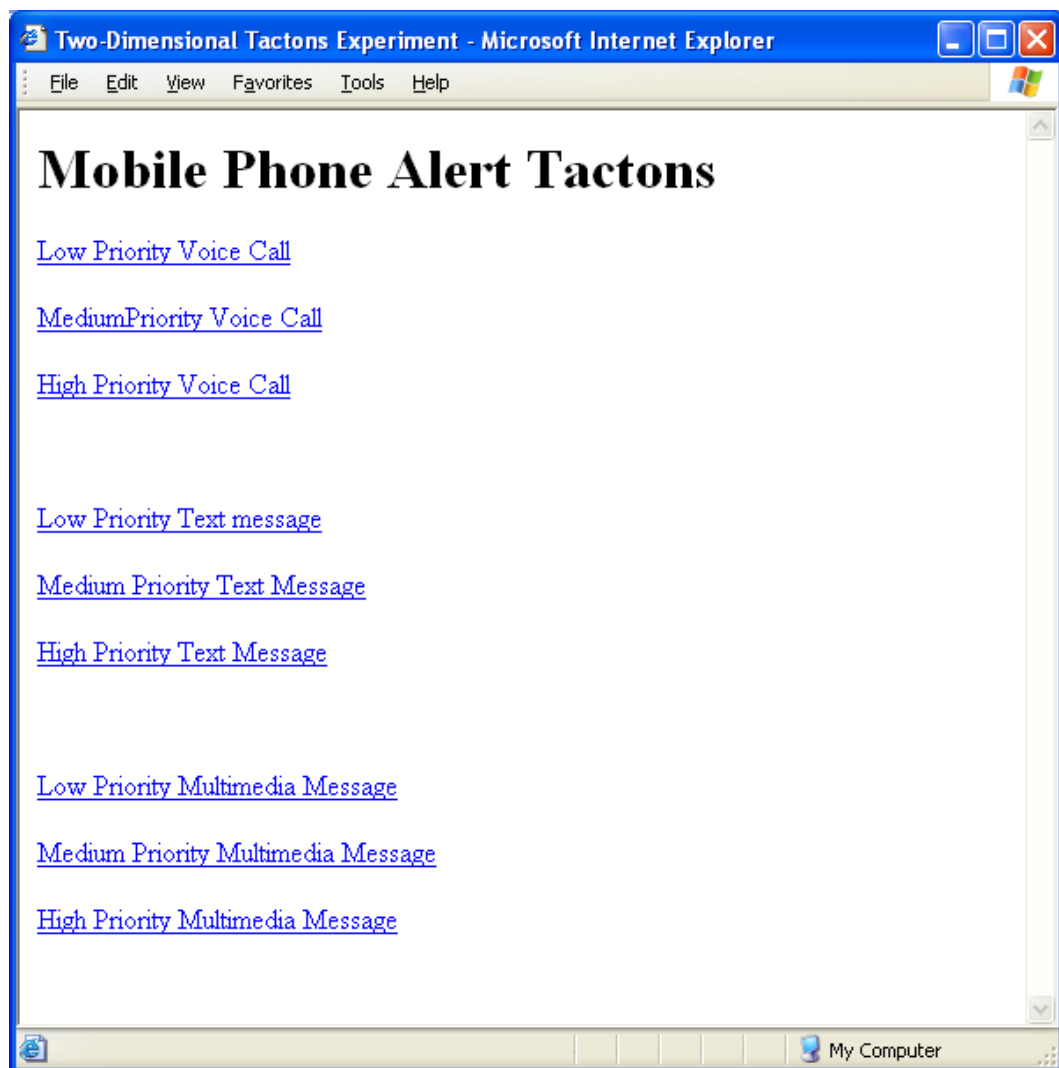 Two-Dimensional Tactons Experiment - Microsoft Internet Explorer
File Edit View Favorites Tools Help
Mobile Phone Alert Tactons
Low Priority Voice Call
MediumPriority Voice Call
High Priority Voice Call
Low Priority Text message
Medium Priority Text Message
High Priority Text Message
Low Priority Multimedia Message
Medium Priority Multimedia Message
High Priority Multimedia Message
My Computer